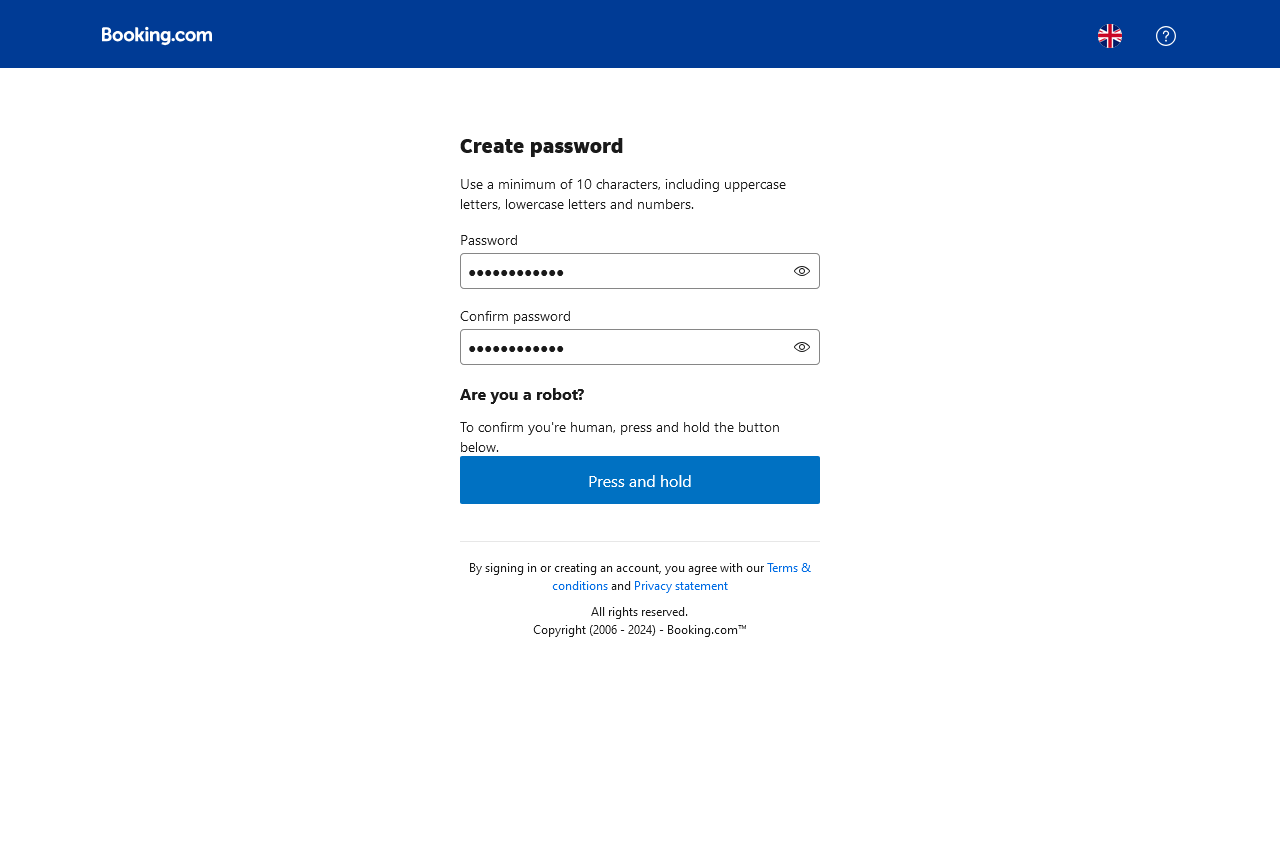 Booking.com
Create password
Use a minimum of 10 characters, including uppercase
letters, lowercase letters and numbers.
Password
••••••••••••
Confirm password
••••••••••••
Are you a robot?
To confirm you're human, press and hold the button
below.
Press and hold
By signing in or creating an account, you agree with our Terms &
conditions and Privacy statement
All rights reserved.
Copyright (2006 - 2024) - Booking.com™